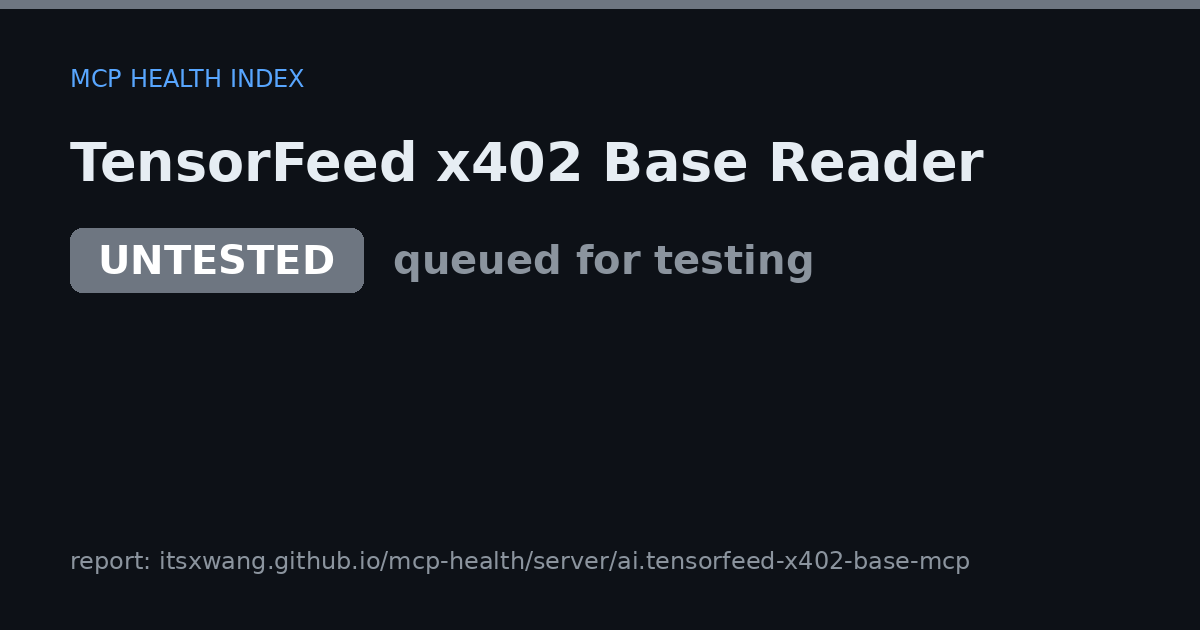 MCP HEALTH INDEX
TensorFeed x402 Base Reader
UNTESTED queued for testing
report: itsxwang.github.io/mcp-health/server/ai.tensorfeed-x402-base-mcp